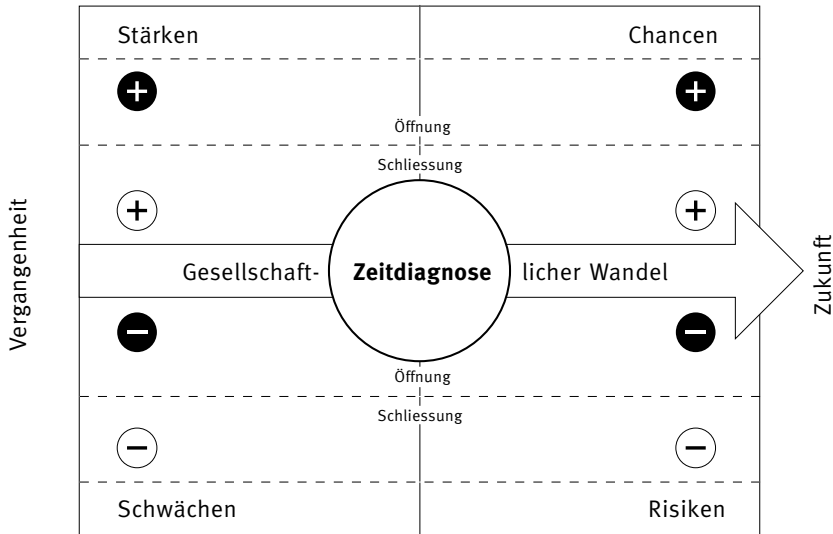 Stärken
Chancen
Öffnung
Schliessung
Vergangenheit
Gesellschaft-
Zeitdiagnose
licher Wandel
Zukunft
Öffnung
Schliessung
Schwächen
Risiken